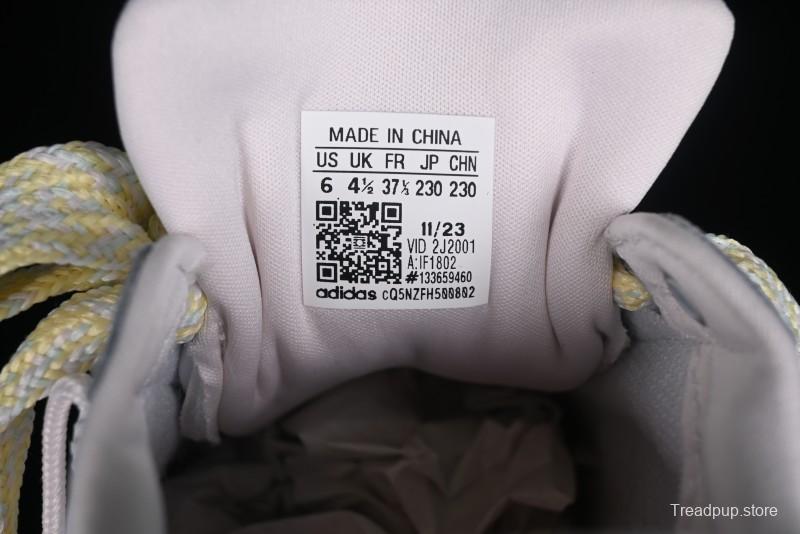 MADE IN CHINA
US UK FR JP CHN
6 4½ 37⅓ 230 230
11/23
VID 2J2001
A:IF1802
#133659460
adidas cQ5NZFH500802
Treadpup.store